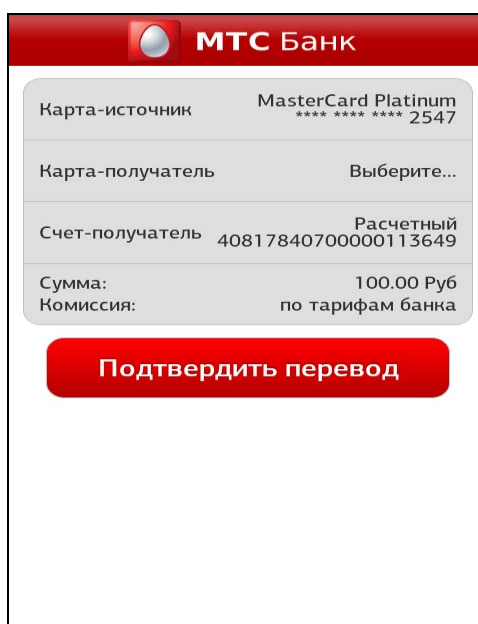 МТС Банк
Карта-источник MasterCard Platinum
**** **** **** 2547
Карта-получатель Выберите...
Счет-получатель Расчетный
40817840700000113649
Сумма: 100.00 Руб
Комиссия: по тарифам банка
Подтвердить перевод